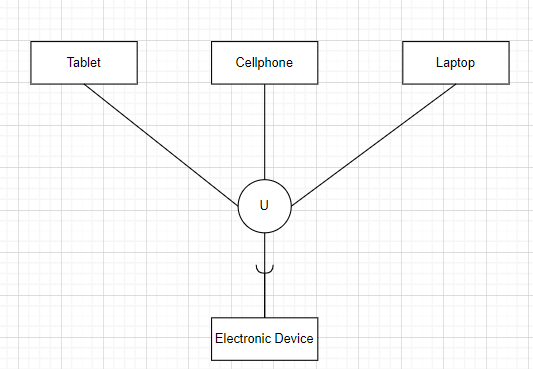 Tablet
Cellphone
Laptop
U
Electronic Device